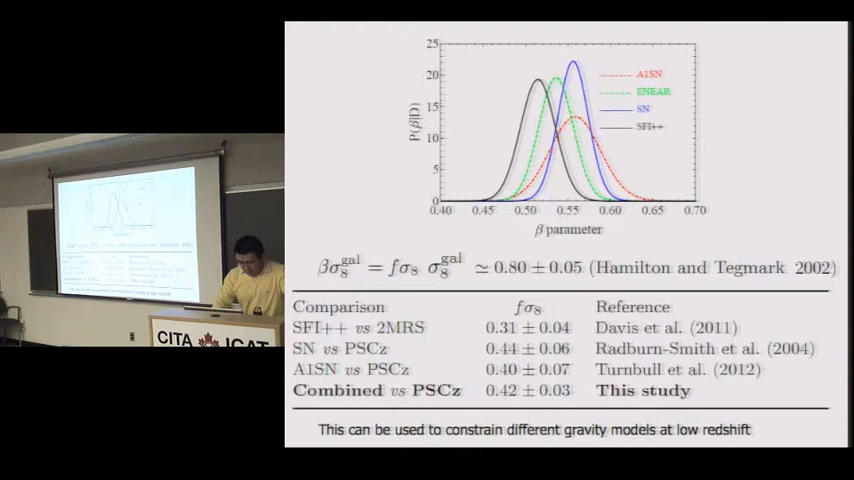 25
20
15
10
5
0
P(β|D)
A1SN
ENEAR
SN
SFI++
0.40 0.45 0.50 0.55 0.60 0.65 0.70
β parameter
βσ₈^gal = fσ₈ σ₈^gal ≃ 0.80 ± 0.05 (Hamilton and Tegmark 2002)
Comparison fσ₈ Reference
SFI++ vs 2MRS 0.31 ± 0.04 Davis et al. (2011)
SN vs PSCz 0.44 ± 0.06 Radburn-Smith et al. (2004)
A1SN vs PSCz 0.40 ± 0.07 Turnbull et al. (2012)
Combined vs PSCz 0.42 ± 0.03 This study
This can be used to constrain different gravity models at low redshift
CITA ICAT